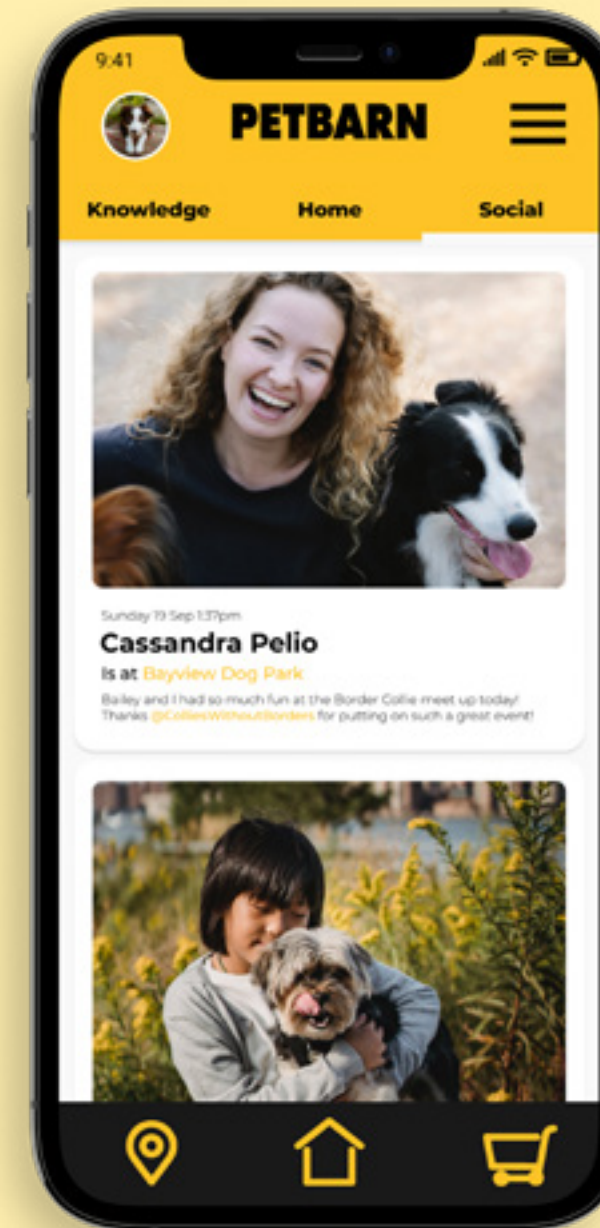 9:41
PETBARN
Knowledge Home Social
Sunday 19 Sep 1:37pm
Cassandra Pelio
Is at Bayview Dog Park
Bailey and I had so much fun at the Border Collie meet up today!
Thanks @ColliesWithoutBorders for putting on such a great event!